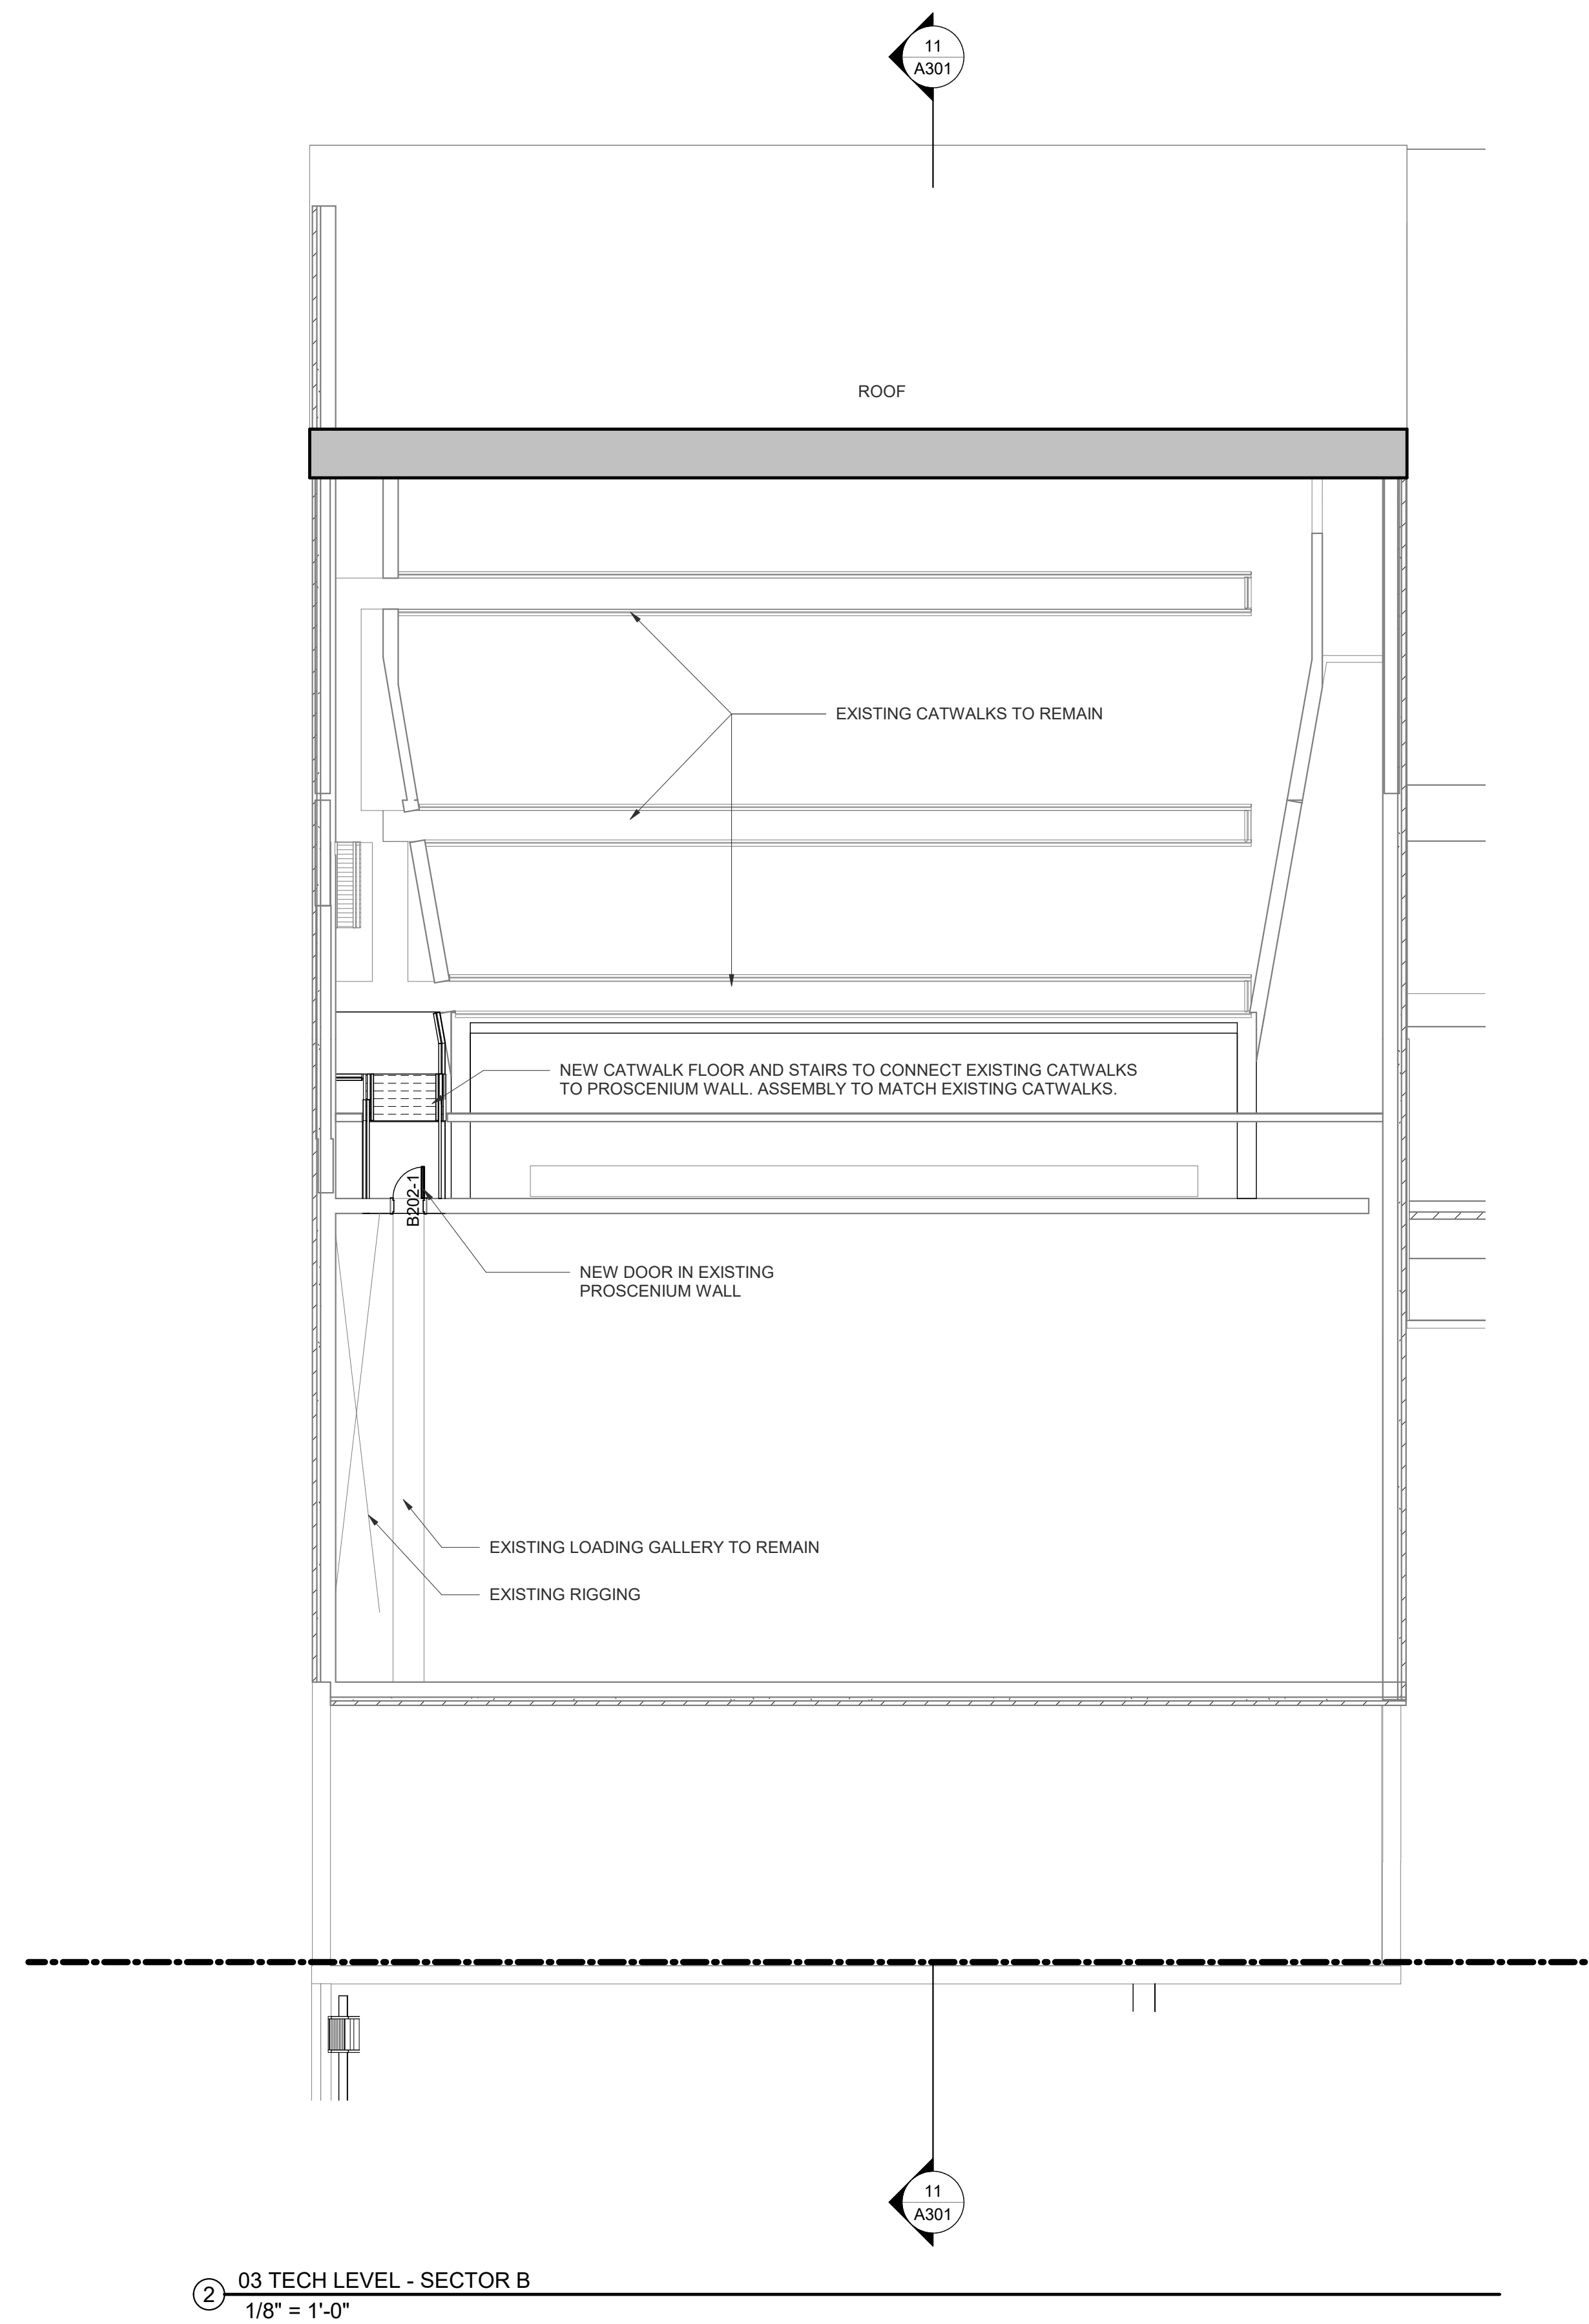 11
A301
ROOF
EXISTING CATWALKS TO REMAIN
NEW CATWALK FLOOR AND STAIRS TO CONNECT EXISTING CATWALKS
TO PROSCENIUM WALL. ASSEMBLY TO MATCH EXISTING CATWALKS.
B202-1
NEW DOOR IN EXISTING
PROSCENIUM WALL
EXISTING LOADING GALLERY TO REMAIN
EXISTING RIGGING
11
A301
2
03 TECH LEVEL - SECTOR B
1/8" = 1'-0"